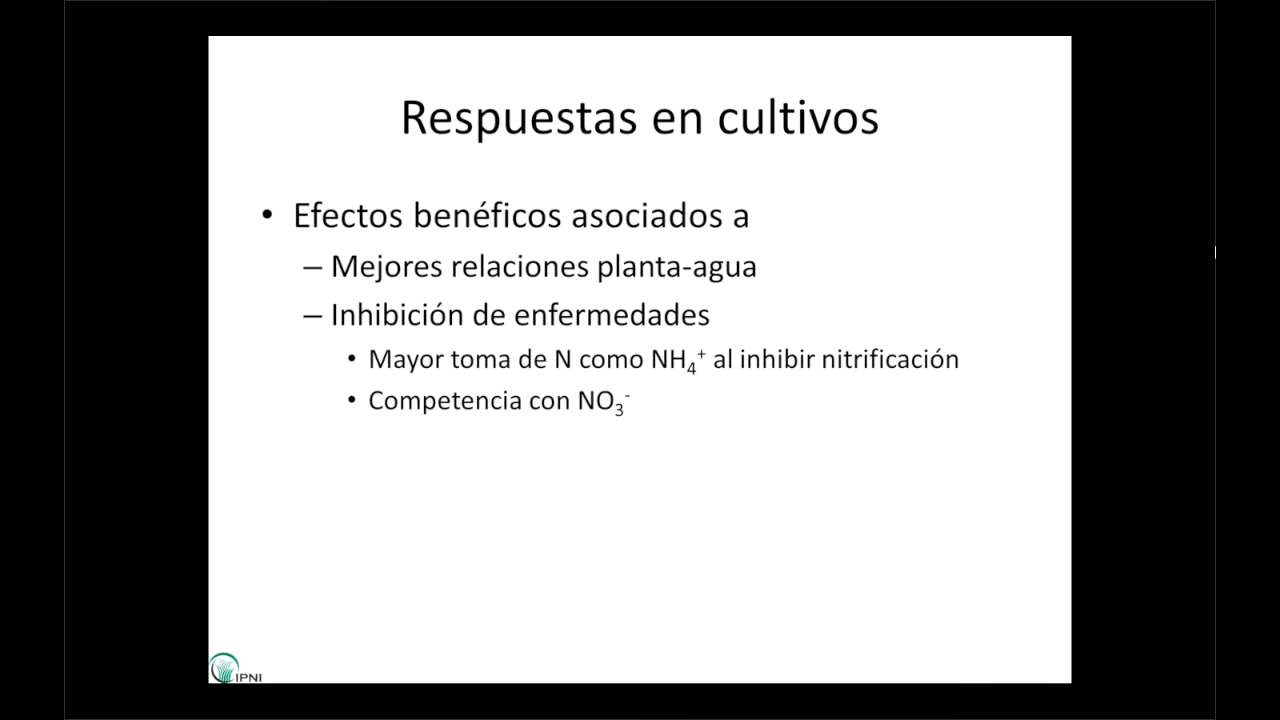 Respuestas en cultivos
• Efectos benéficos asociados a
– Mejores relaciones planta-agua
– Inhibición de enfermedades
• Mayor toma de N como NH₄⁺ al inhibir nitrificación
• Competencia con NO₃⁻
IPNI